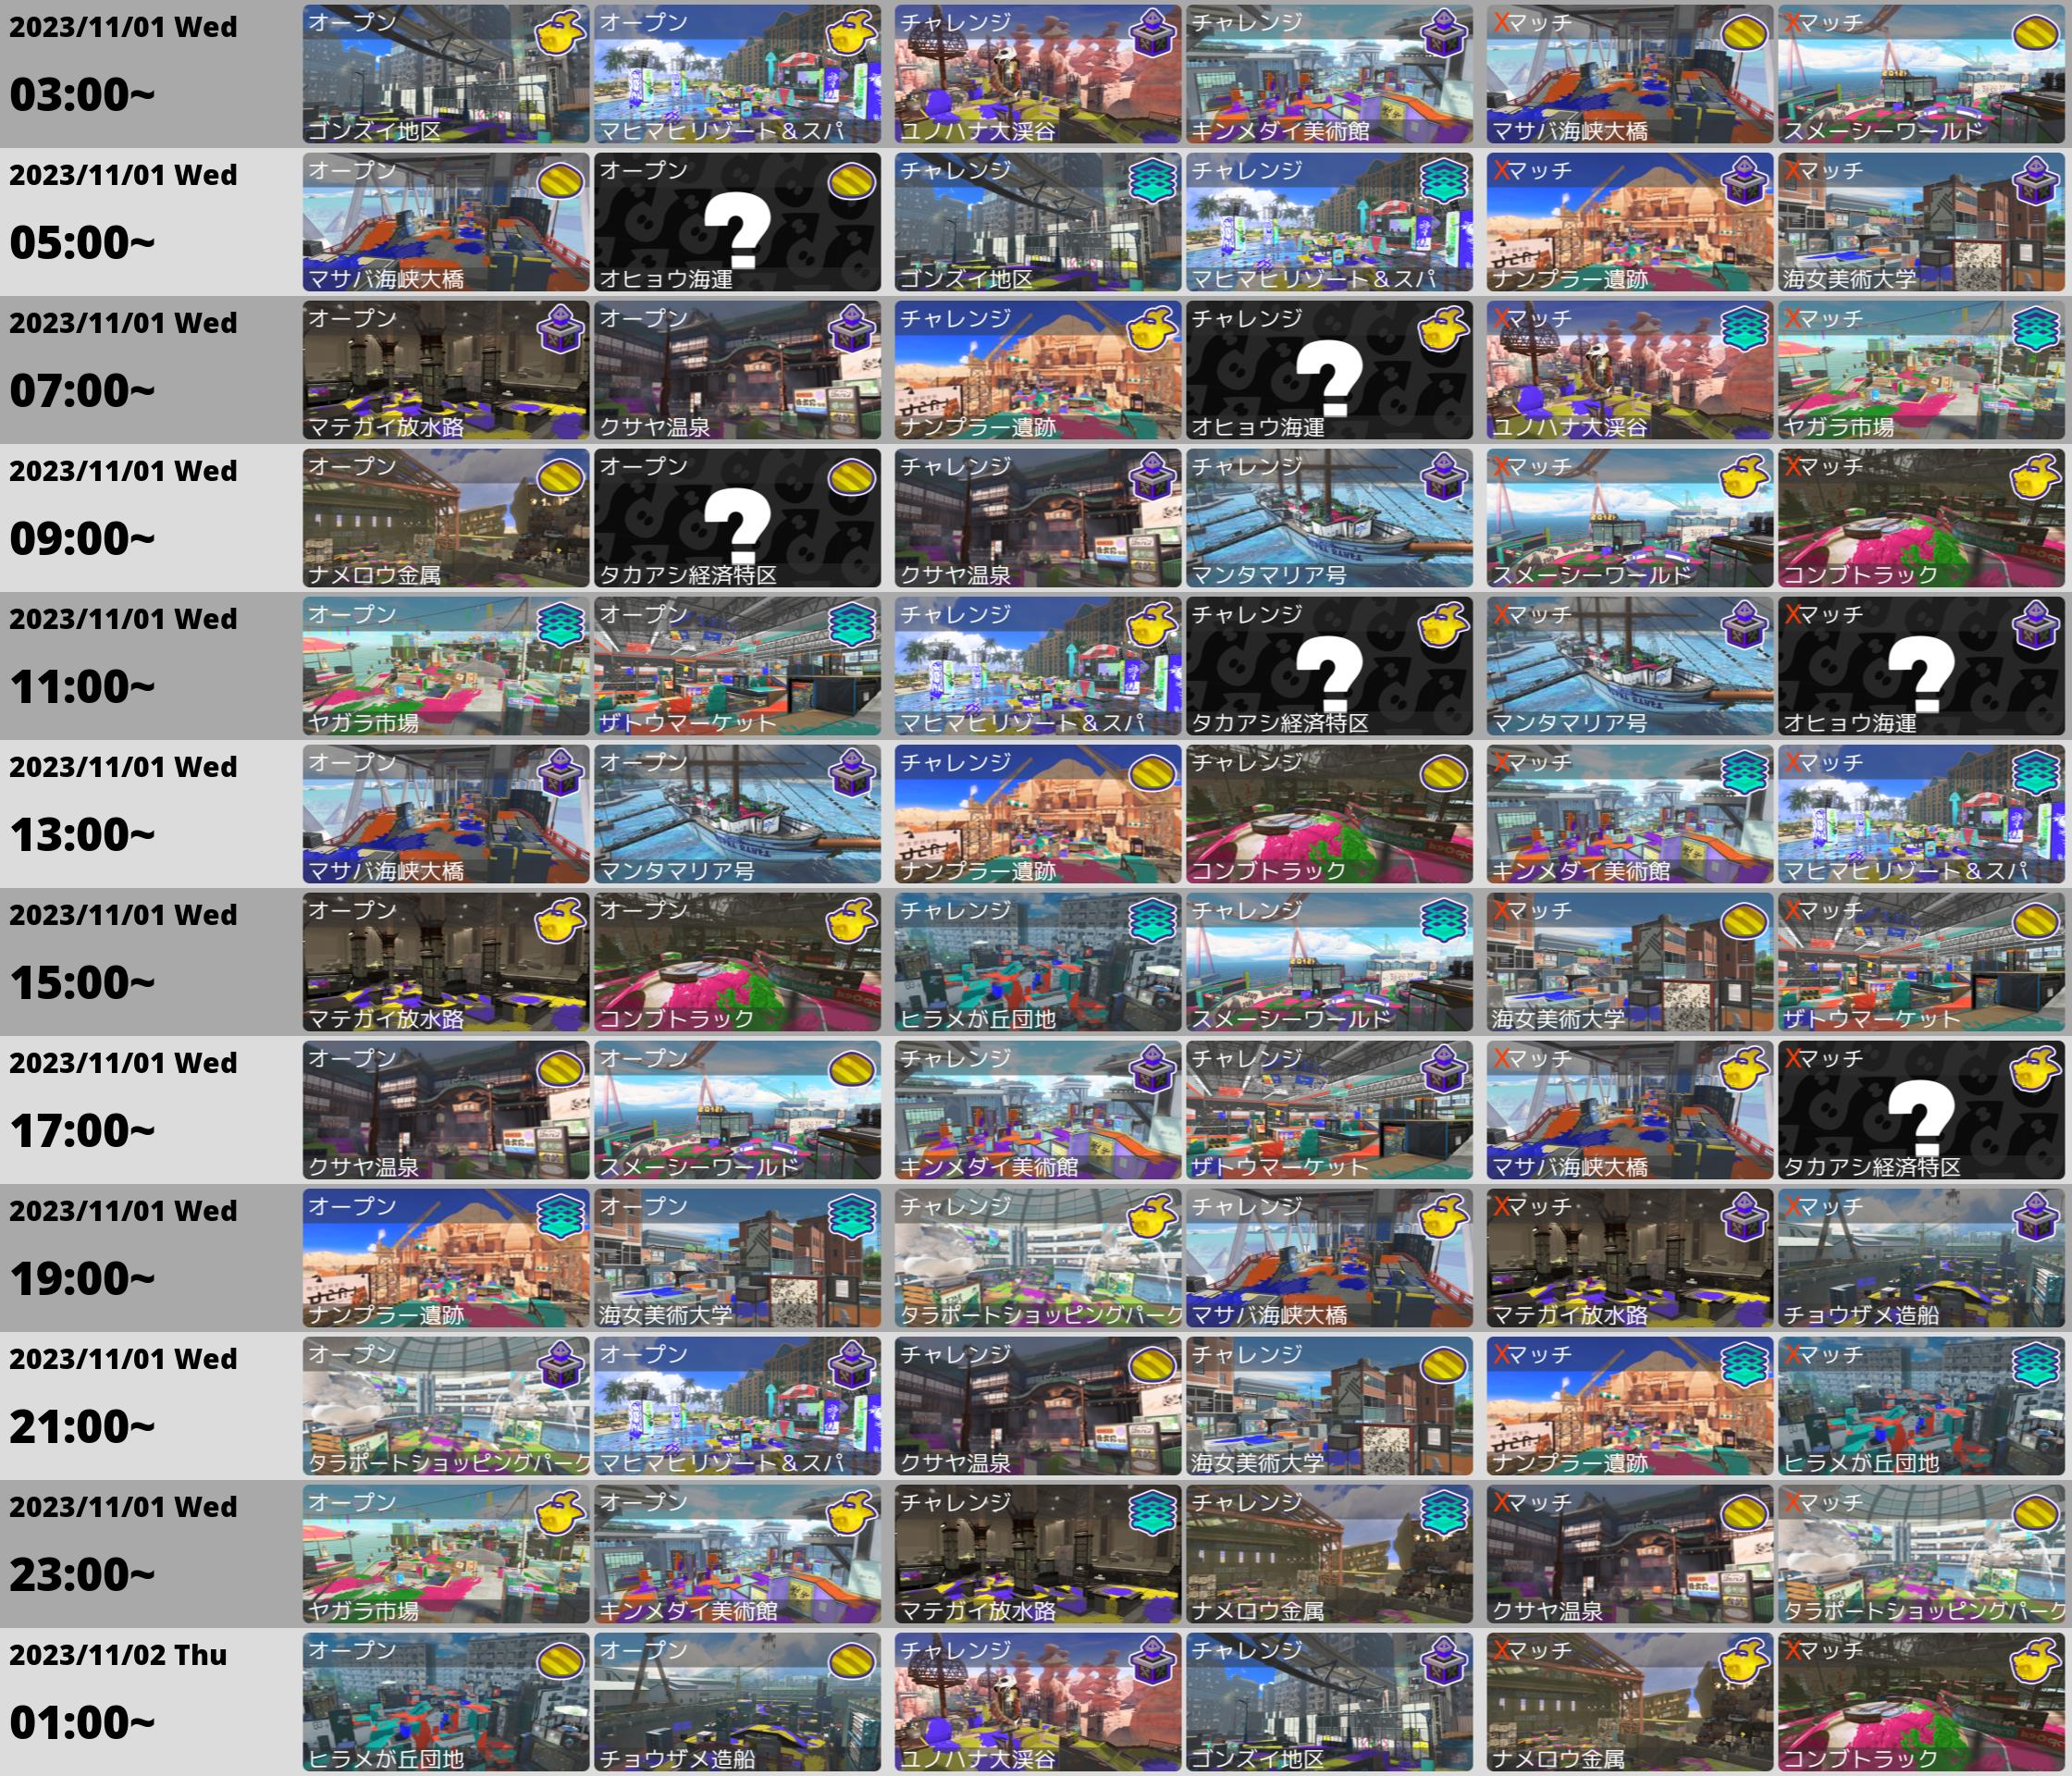 2023/11/01 Wed
03:00~
オープン
ゴンズイ地区
オープン
マヒマヒリゾート＆スパ
チャレンジ
ユノハナ大渓谷
チャレンジ
キンメダイ美術館
Xマッチ
マサバ海峡大橋
Xマッチ
スメーシーワールド
2023/11/01 Wed
05:00~
オープン
マサバ海峡大橋
オープン
?
オヒョウ海運
チャレンジ
ゴンズイ地区
チャレンジ
マヒマヒリゾート＆スパ
Xマッチ
ナンプラー遺跡
Xマッチ
海女美術大学
2023/11/01 Wed
07:00~
オープン
マテガイ放水路
オープン
クサヤ温泉
チャレンジ
ナンプラー遺跡
チャレンジ
?
オヒョウ海運
Xマッチ
ユノハナ大渓谷
Xマッチ
ヤガラ市場
2023/11/01 Wed
09:00~
オープン
ナメロウ金属
オープン
?
タカアシ経済特区
チャレンジ
クサヤ温泉
チャレンジ
マンタマリア号
Xマッチ
スメーシーワールド
Xマッチ
コンブトラック
2023/11/01 Wed
11:00~
オープン
ヤガラ市場
オープン
ザトウマーケット
チャレンジ
マヒマヒリゾート＆スパ
チャレンジ
?
タカアシ経済特区
Xマッチ
マンタマリア号
Xマッチ
?
オヒョウ海運
2023/11/01 Wed
13:00~
オープン
マサバ海峡大橋
オープン
マンタマリア号
チャレンジ
ナンプラー遺跡
チャレンジ
コンブトラック
Xマッチ
キンメダイ美術館
Xマッチ
マヒマヒリゾート＆スパ
2023/11/01 Wed
15:00~
オープン
マテガイ放水路
オープン
コンブトラック
チャレンジ
ヒラメが丘団地
チャレンジ
スメーシーワールド
Xマッチ
海女美術大学
Xマッチ
ザトウマーケット
2023/11/01 Wed
17:00~
オープン
クサヤ温泉
オープン
スメーシーワールド
チャレンジ
キンメダイ美術館
チャレンジ
ザトウマーケット
Xマッチ
マサバ海峡大橋
Xマッチ
?
タカアシ経済特区
2023/11/01 Wed
19:00~
オープン
ナンプラー遺跡
オープン
海女美術大学
チャレンジ
タラポートショッピングパーク
チャレンジ
マサバ海峡大橋
Xマッチ
マテガイ放水路
Xマッチ
チョウザメ造船
2023/11/01 Wed
21:00~
オープン
タラポートショッピングパーク
オープン
マヒマヒリゾート＆スパ
チャレンジ
クサヤ温泉
チャレンジ
海女美術大学
Xマッチ
ナンプラー遺跡
Xマッチ
ヒラメが丘団地
2023/11/01 Wed
23:00~
オープン
ヤガラ市場
オープン
キンメダイ美術館
チャレンジ
マテガイ放水路
チャレンジ
ナメロウ金属
Xマッチ
クサヤ温泉
Xマッチ
タラポートショッピングパーク
2023/11/02 Thu
01:00~
オープン
ヒラメが丘団地
オープン
チョウザメ造船
チャレンジ
ユノハナ大渓谷
チャレンジ
ゴンズイ地区
Xマッチ
ナメロウ金属
Xマッチ
コンブトラック